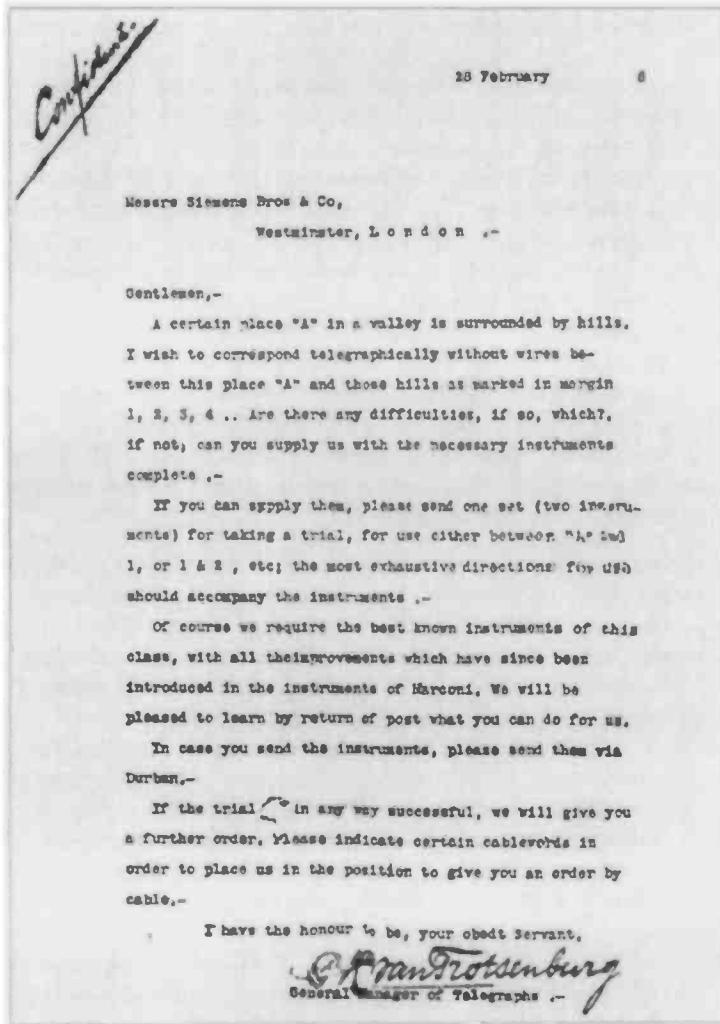 Confident.
28 February 8
Messrs Siemens Bros & Co,
Westminster, L o n d o n .-
Gentlemen,-
A certain place "A" in a valley is surrounded by hills.
I wish to correspond telegraphically without wires be-
tween this place "A" and those hills as marked in margin
1, 2, 3, 4 .. Are there any difficulties, if so, which?,
if not, can you supply us with the necessary instruments
complete .-
If you can supply them, please send one set (two instru-
ments) for taking a trial, for use either between "A" and
1, or 1 & 2 , etc; the most exhaustive directions for use
should accompany the instruments .-
Of course we require the best known instruments of this
class, with all theimprovements which have since been
introduced in the instruments of Marconi. We will be
pleased to learn by return of post what you can do for us.
In case you send the instruments, please send them via
Durban.-
If the trial in any way successful, we will give you
a further order. Please indicate certain cablewords in
order to place us in the position to give you an order by
cable.-
I have the honour to be, your obedt Servant,
van Trotsenburg
General Manager of Telegraphs .-